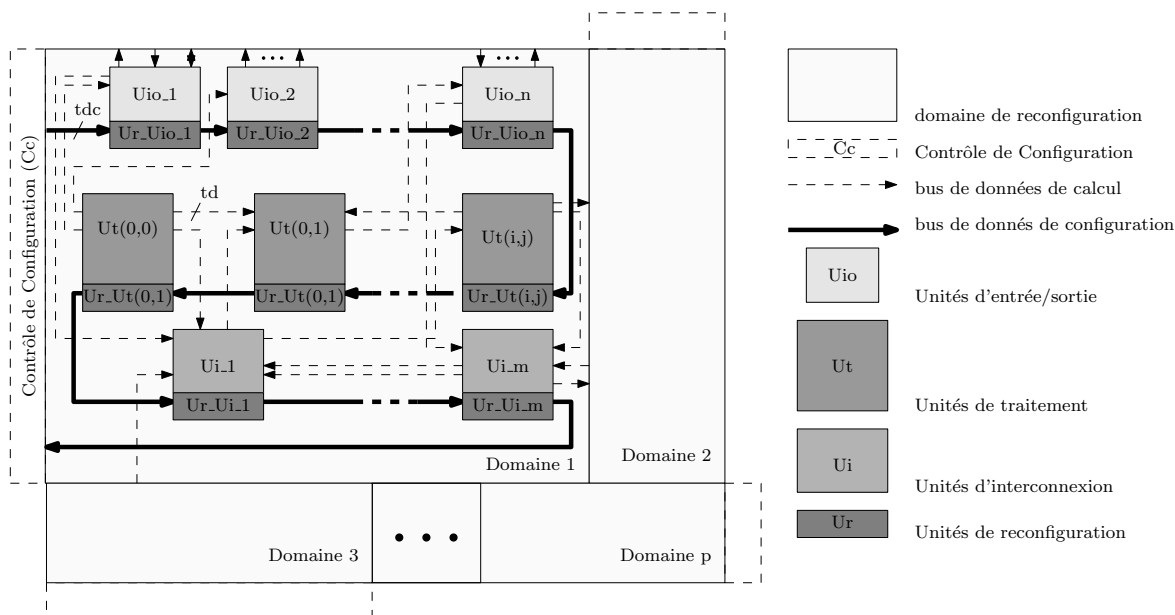 Contrôle de Configuration (Cc)
Uio_1
Uio_2
Uio_n
tdc
Ur_Uio_1
Ur_Uio_2
Ur_Uio_n
td
Ut(0,0)
Ut(0,1)
Ut(i,j)
Ur_Ut(0,1)
Ur_Ut(0,1)
Ur_Ut(i,j)
Ui_1
Ui_m
Ur_Ui_1
Ur_Ui_m
Domaine 1
Domaine 2
Domaine 3
Domaine p
domaine de reconfiguration
Cc
Contrôle de Configuration
bus de données de calcul
bus de donnés de configuration
Uio
Unités d'entrée/sortie
Ut
Unités de traitement
Ui
Unités d'interconnexion
Ur
Unités de reconfiguration